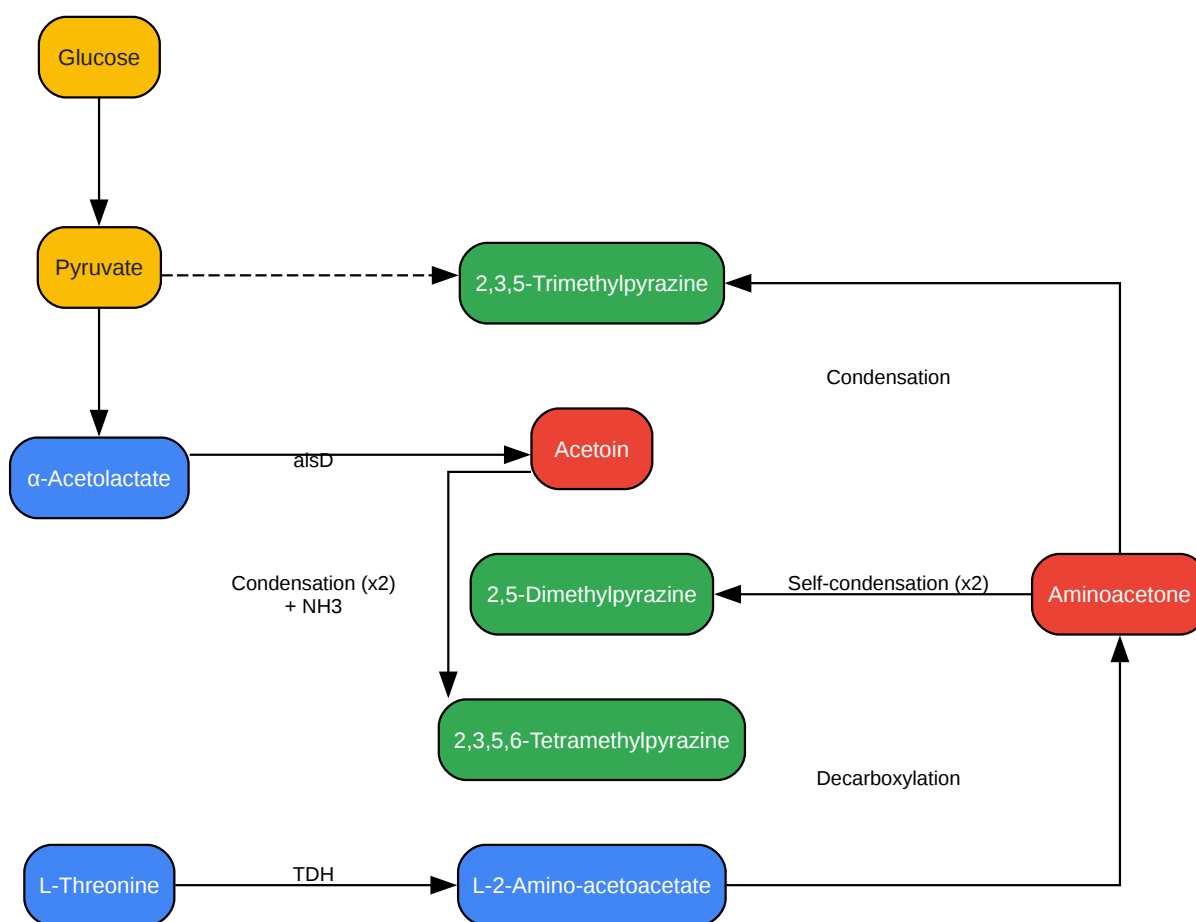 Glucose
Pyruvate
2,3,5-Trimethylpyrazine
Condensation
Acetoin
alsD
α-Acetolactate
Condensation (x2)
+ NH3
2,5-Dimethylpyrazine
Self-condensation (x2)
Aminoacetone
2,3,5,6-Tetramethylpyrazine
Decarboxylation
L-Threonine
TDH
L-2-Amino-acetoacetate